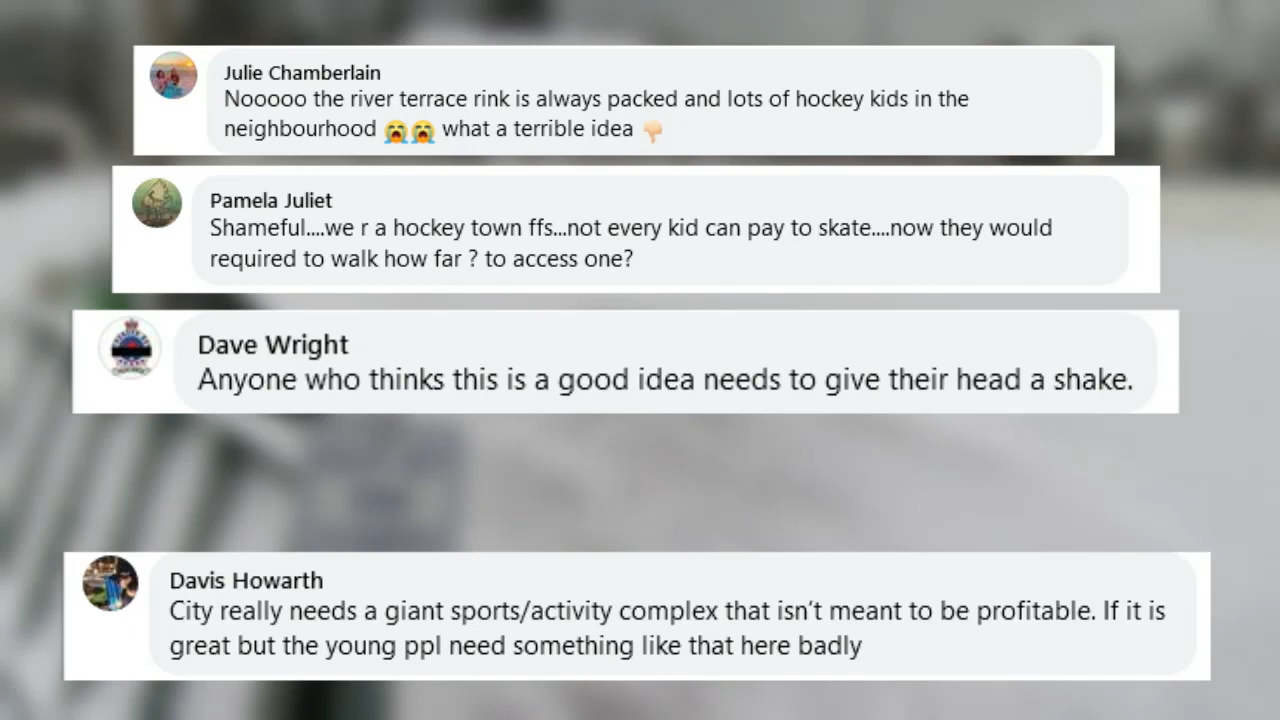 Julie Chamberlain
Nooooo the river terrace rink is always packed and lots of hockey kids in the
neighbourhood 😭😭 what a terrible idea 👎🏻
Pamela Juliet
Shameful....we r a hockey town ffs...not every kid can pay to skate....now they would
required to walk how far ? to access one?
Dave Wright
Anyone who thinks this is a good idea needs to give their head a shake.
Davis Howarth
City really needs a giant sports/activity complex that isn't meant to be profitable. If it is
great but the young ppl need something like that here badly